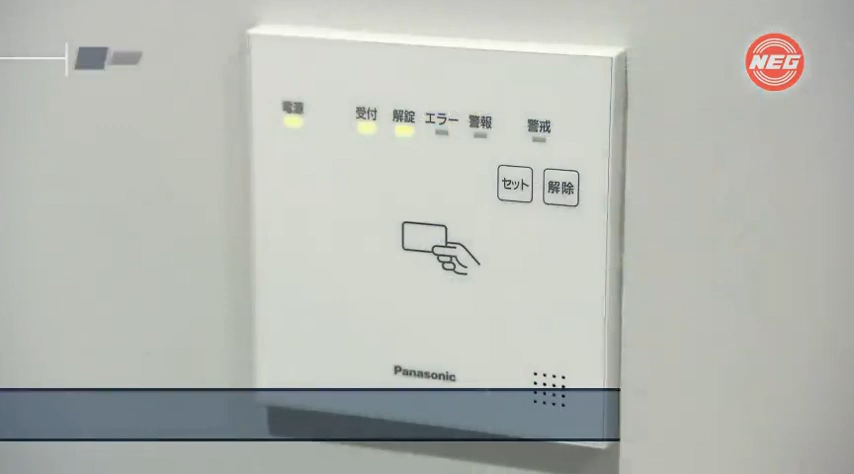 NEG
電源 受付 解錠 エラー 警報 警戒
セット 解除
Panasonic